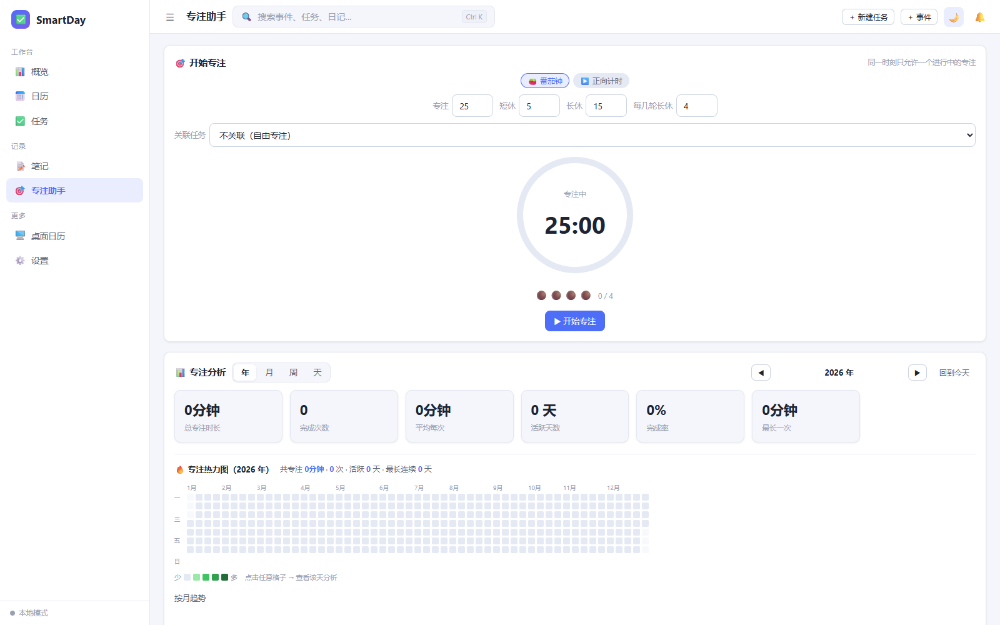 SmartDay
工作台
概览
日历
任务
记录
笔记
专注助手
更多
桌面日历
设置
本地模式
☰ 专注助手 搜索事件、任务、日记... Ctrl K + 新建任务 + 事件
开始专注 同一时刻只允许一个进行中的专注
番茄钟 正向计时
专注 25 短休 5 长休 15 每几轮长休 4
关联任务 不关联（自由专注）
专注中
25:00
0 / 4
▶ 开始专注
专注分析 年 月 周 天 ◀ 2026 年 ▶ 回到今天
0分钟 0 0分钟 0 天 0% 0分钟
总专注时长 完成次数 平均每次 活跃天数 完成率 最长一次
专注热力图（2026 年） 共专注 0分钟 · 0 次 · 活跃 0 天 · 最长连续 0 天
1月 2月 3月 4月 5月 6月 7月 8月 9月 10月 11月 12月
一
三
五
日
少 多 点击任意格子 → 查看该天分析
按月趋势